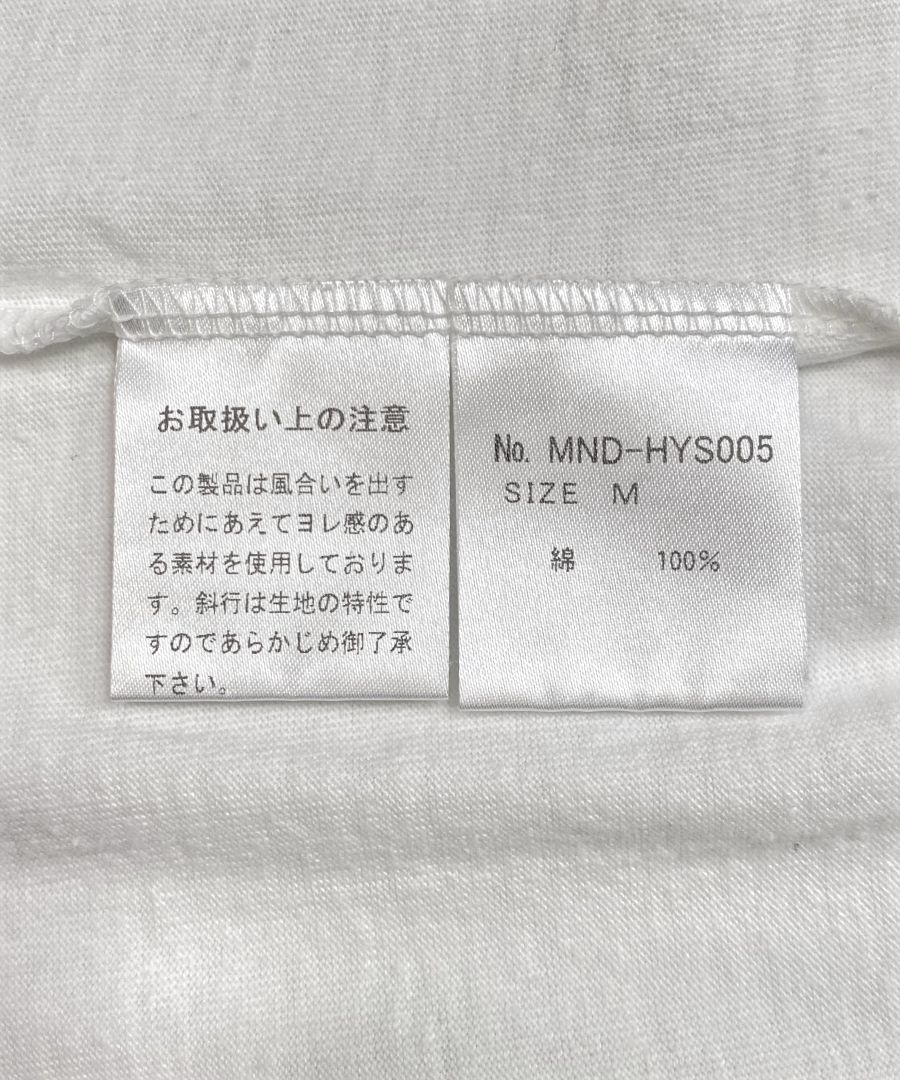 お取扱い上の注意
この製品は風合いを出す
ためにあえてヨレ感のあ
る素材を使用しておりま
す。斜行は生地の特性で
すのであらかじめ御了承
下さい。
№ MND-HYS005
SIZE M
綿 100%